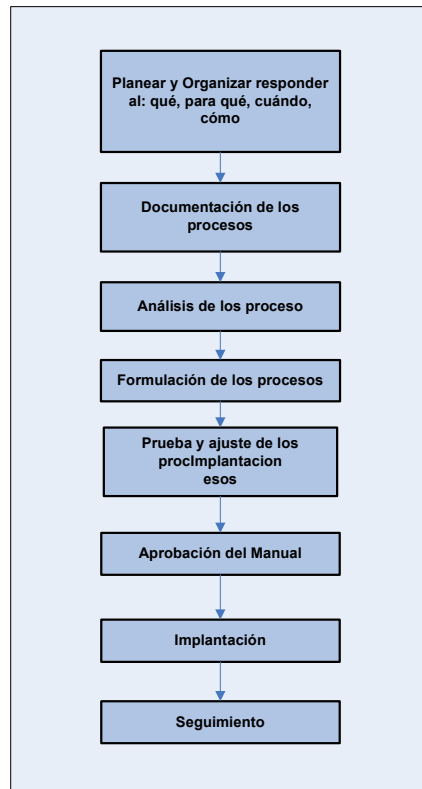 Planear y Organizar responder
al: qué, para qué, cuándo,
cómo
Documentación de los
procesos
Análisis de los proceso
Formulación de los procesos
Prueba y ajuste de los
procImplantacion
esos
Aprobación del Manual
Implantación
Seguimiento